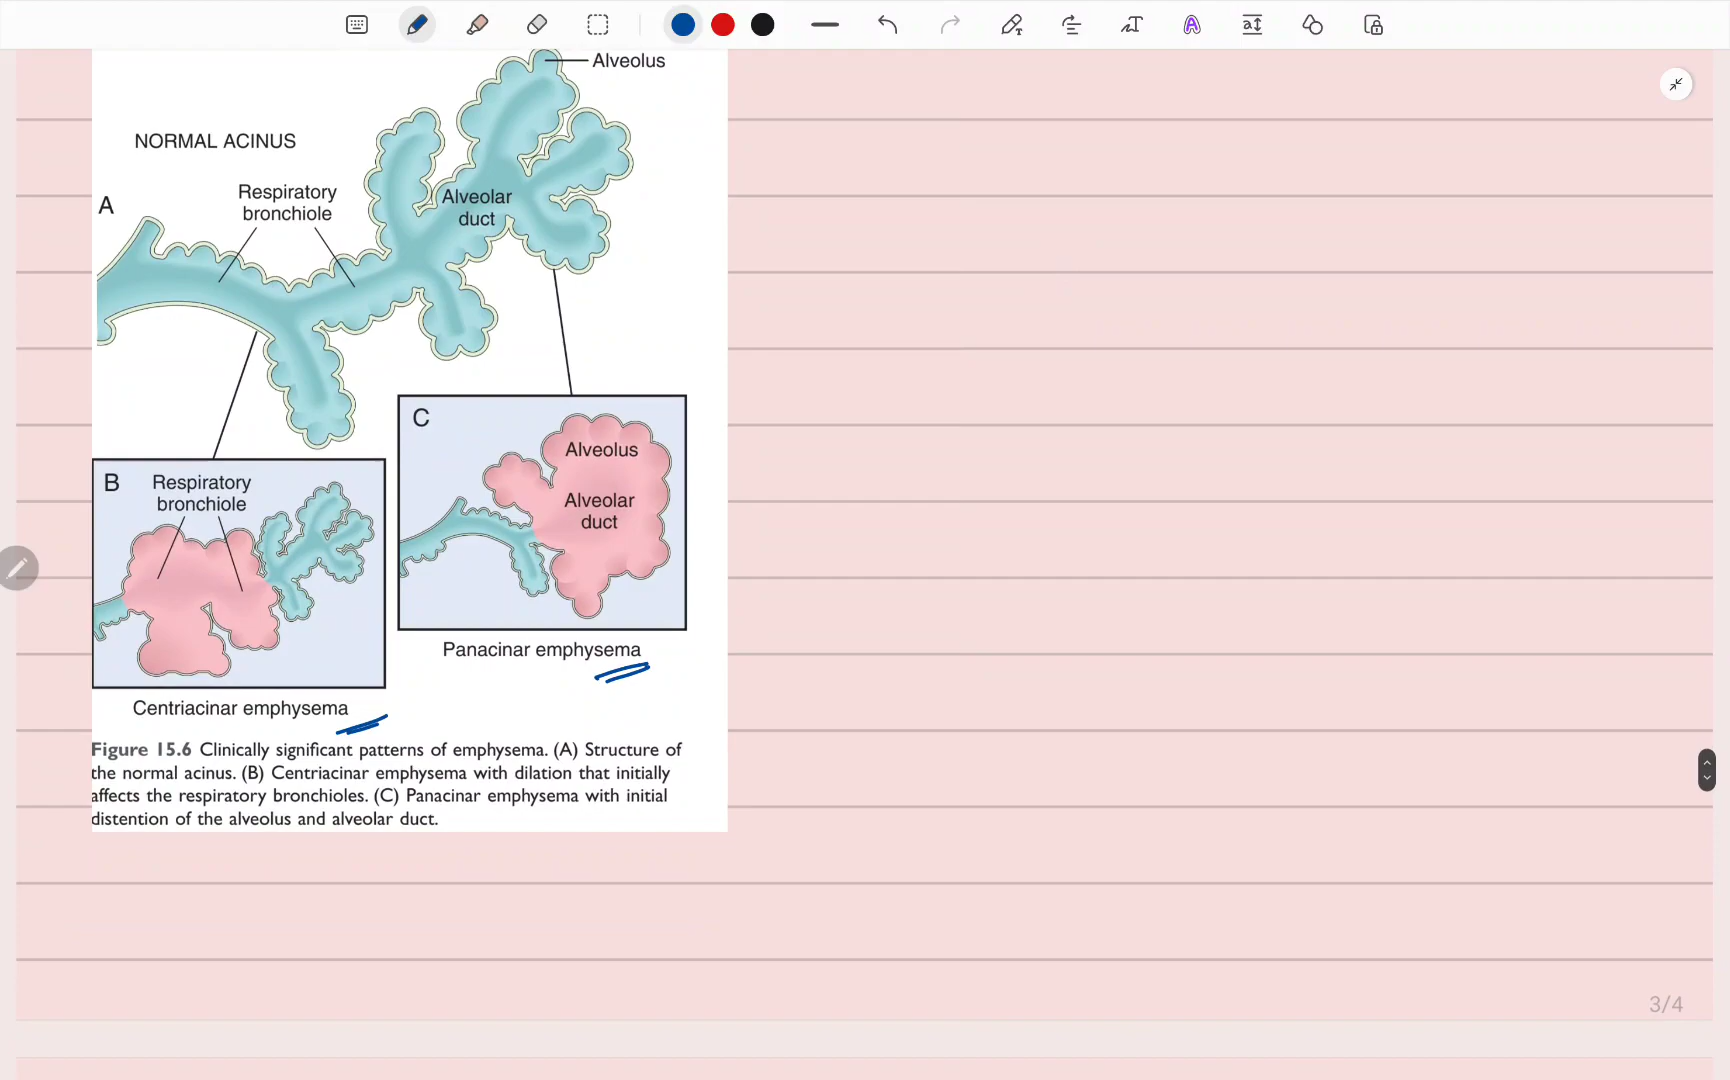 Alveolus
NORMAL ACINUS
Respiratory
bronchiole
A
Alveolar
duct
C
Alveolus
Alveolar
duct
B
Respiratory
bronchiole
Panacinar emphysema
Centriacinar emphysema
Figure 15.6 Clinically significant patterns of emphysema. (A) Structure of
the normal acinus. (B) Centriacinar emphysema with dilation that initially
affects the respiratory bronchioles. (C) Panacinar emphysema with initial
distention of the alveolus and alveolar duct.
3/4